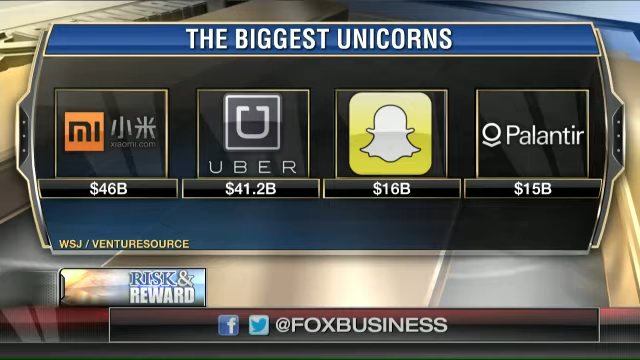 THE BIGGEST UNICORNS
mi 小米
xiaomi.com
UBER
Palantir
$46B
$41.2B
$16B
$15B
WSJ / VENTURESOURCE
RISK &
REWARD
f @FOXBUSINESS